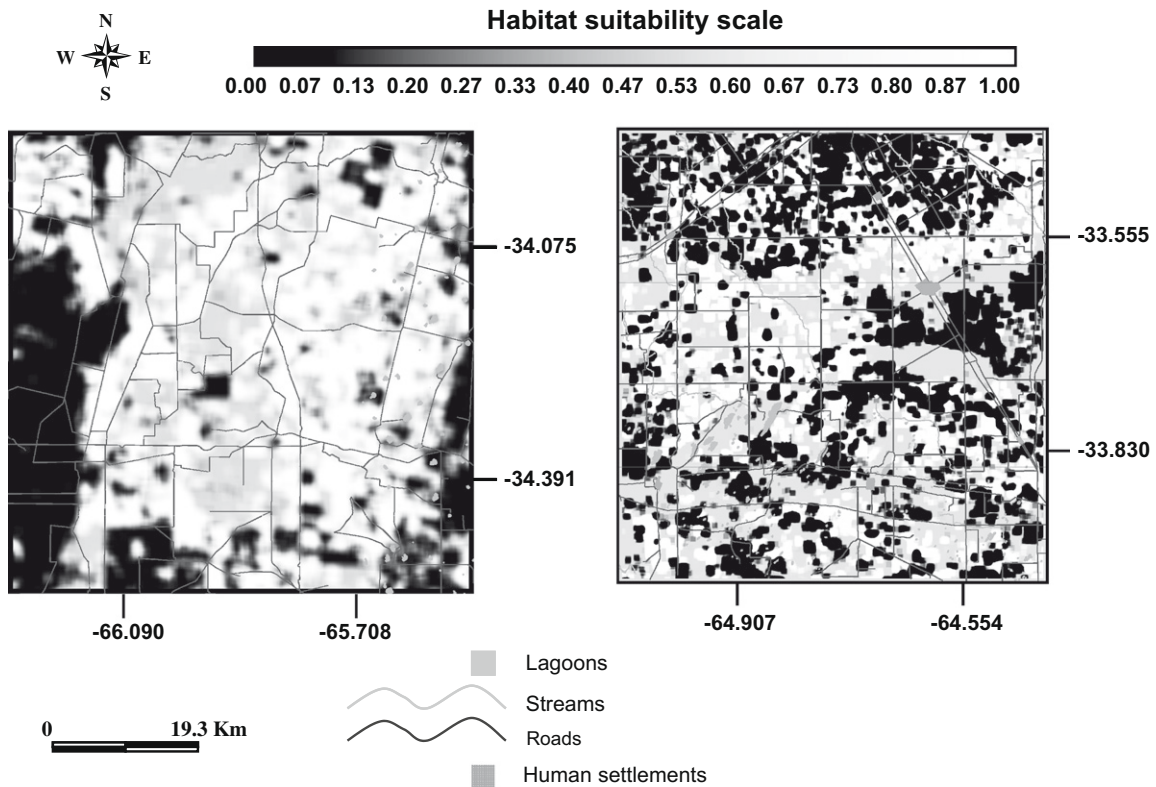 Habitat suitability scale
N
W E
S
0.00 0.07 0.13 0.20 0.27 0.33 0.40 0.47 0.53 0.60 0.67 0.73 0.80 0.87 1.00
-34.075
-34.391
-66.090 -65.708
-33.555
-33.830
-64.907 -64.554
Lagoons
Streams
Roads
Human settlements
0 19.3 Km